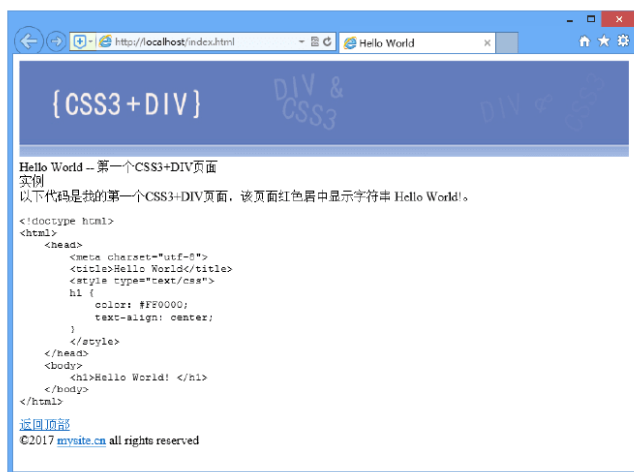 http://localhost/index.html
Hello World
{CSS3+DIV}
DIV &
CSS3
DIV &
Hello World -- 第一个CSS3+DIV页面
实例
以下代码是我的第一个CSS3+DIV页面，该页面红色居中显示字符串 Hello World!。
<!doctype html>
<html>
<head>
<meta charset="utf-8">
<title>Hello World</title>
<style type="text/css">
h1 {
color: #FF0000;
text-align: center;
}
</style>
</head>
<body>
<h1>Hello World! </h1>
</body>
</html>
返回顶部
©2017 mysite.cn all rights reserved